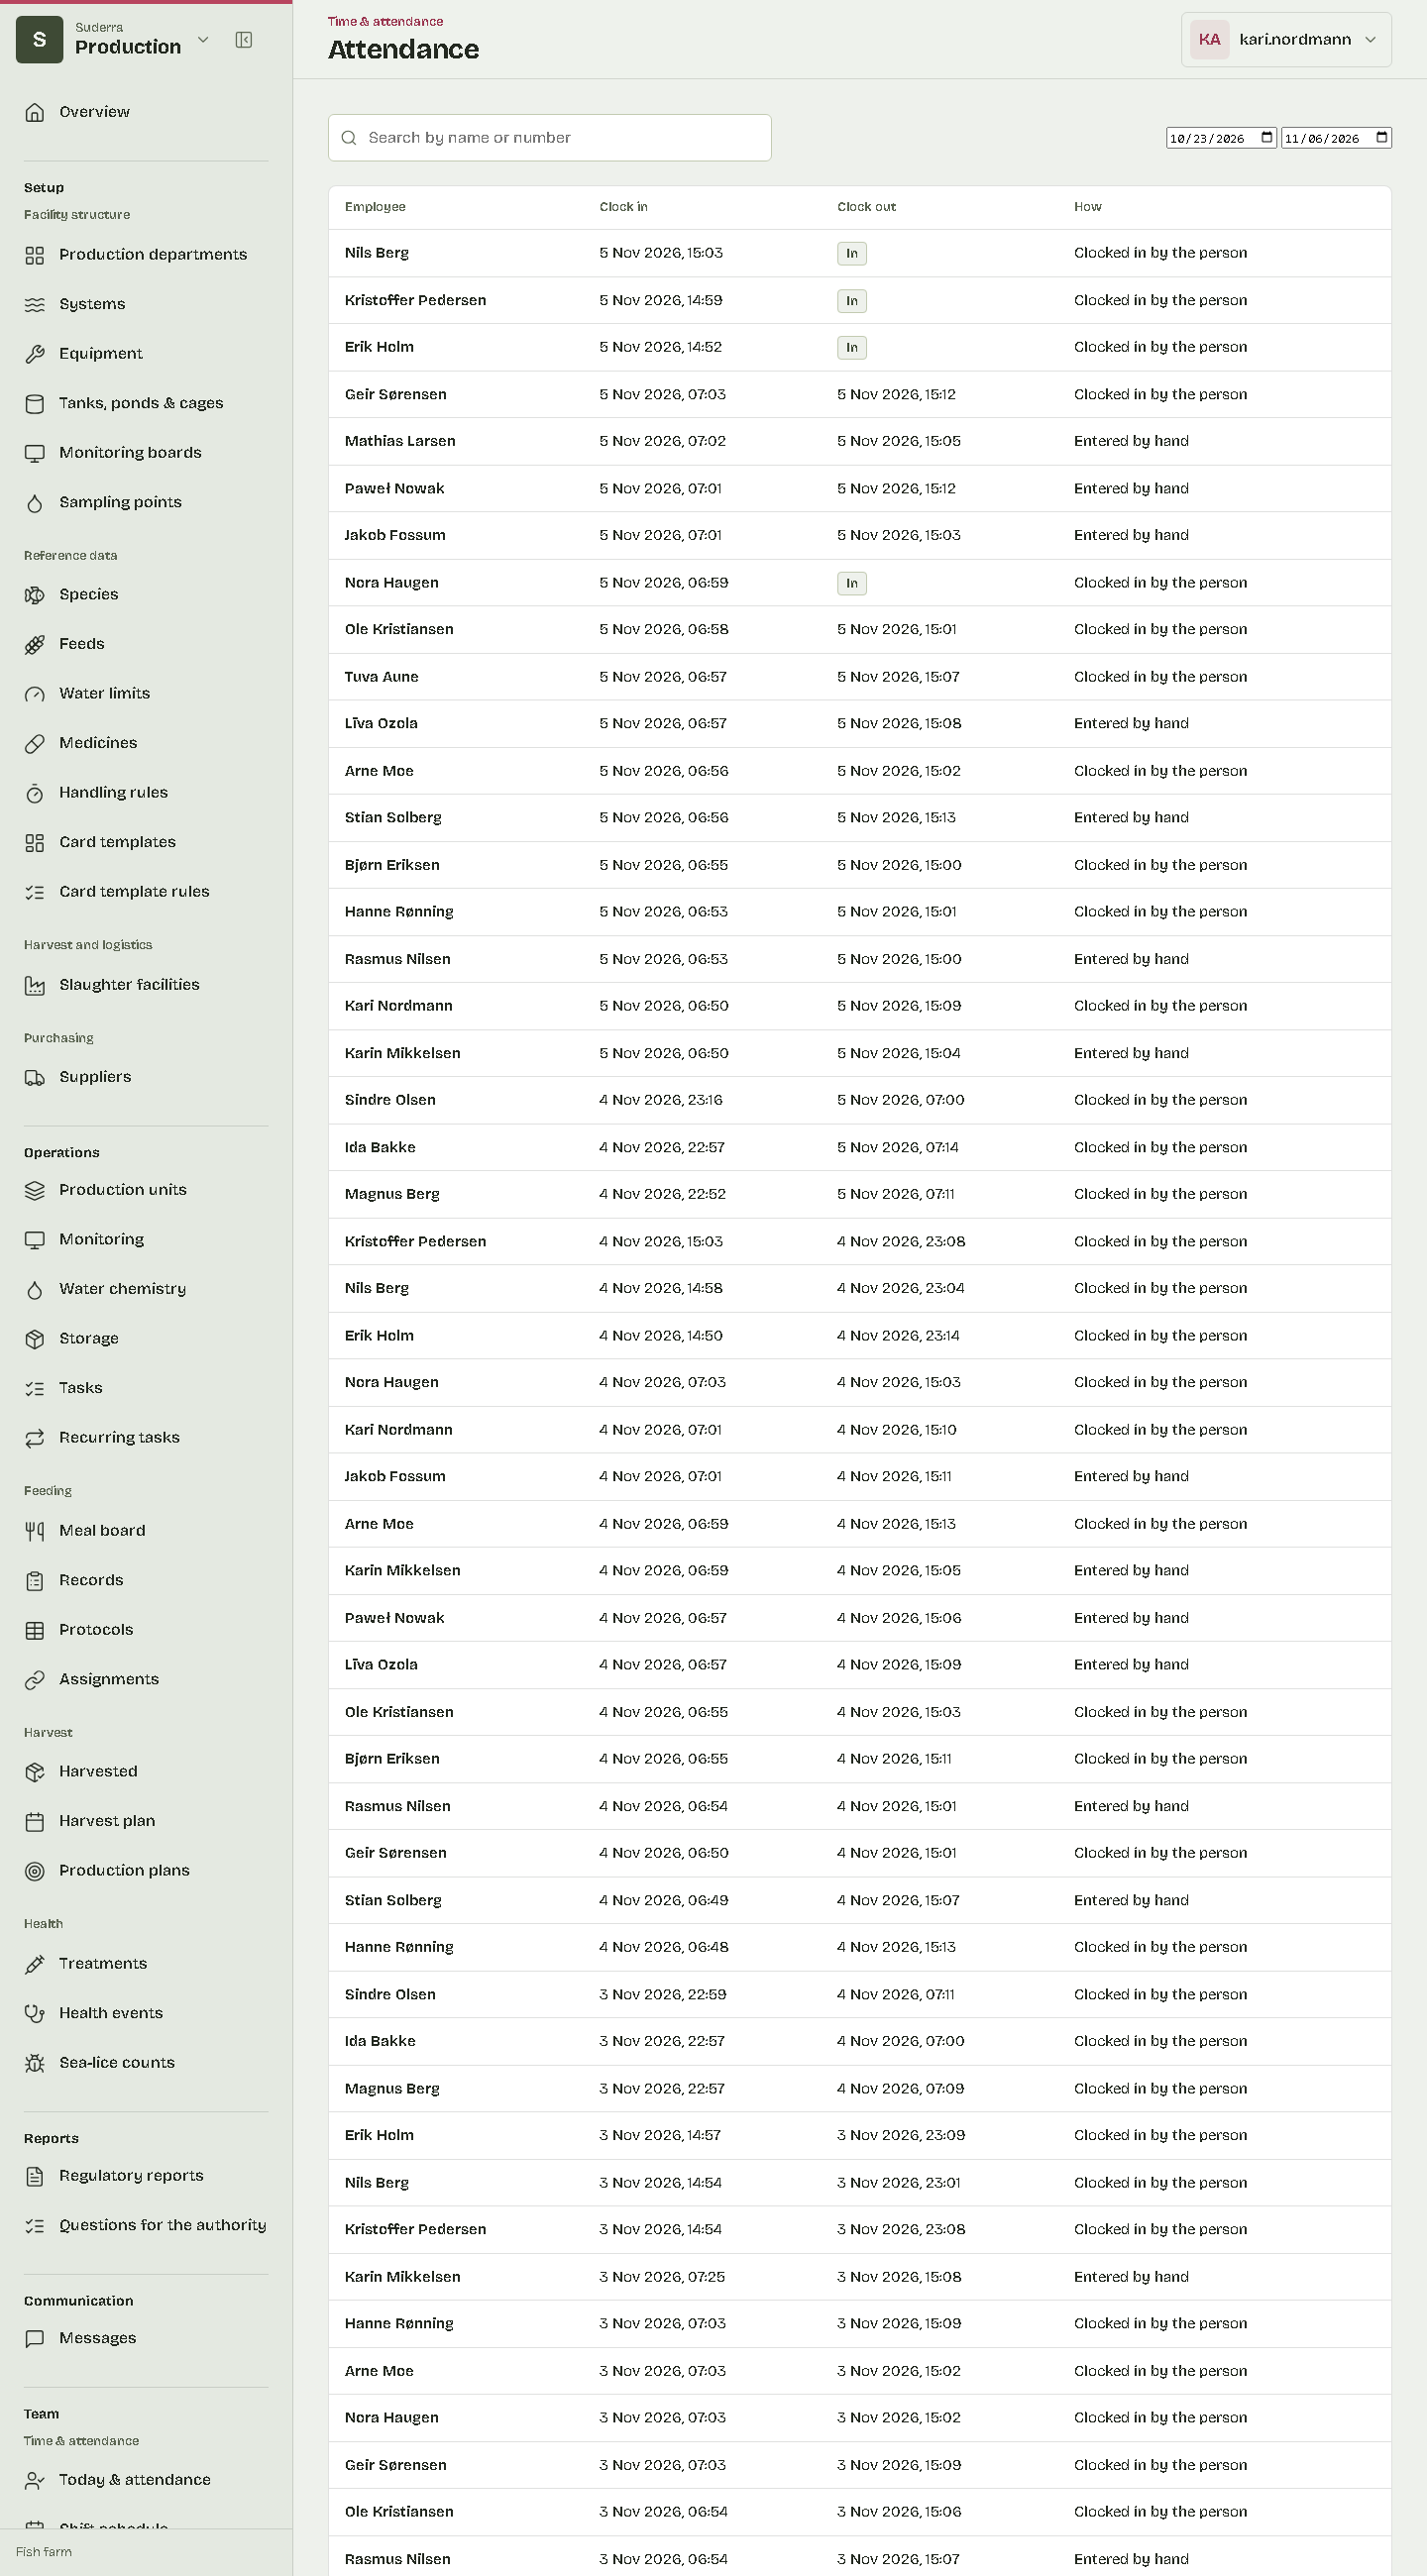 S
Suderra
Production
Overview
Setup
Facility structure
Production departments
Systems
Equipment
Tanks, ponds & cages
Monitoring boards
Sampling points
Reference data
Species
Feeds
Water limits
Medicines
Handling rules
Card templates
Card template rules
Harvest and logistics
Slaughter facilities
Purchasing
Suppliers
Operations
Production units
Monitoring
Water chemistry
Storage
Tasks
Recurring tasks
Feeding
Meal board
Records
Protocols
Assignments
Harvest
Harvested
Harvest plan
Production plans
Health
Treatments
Health events
Sea-lice counts
Reports
Regulatory reports
Questions for the authority
Communication
Messages
Team
Time & attendance
Today & attendance
Shift schedule
Fish farm
Time & attendance
Attendance
KA kari.nordmann
Search by name or number
10/23/2026 11/06/2026
Employee Clock in Clock out How
Nils Berg 5 Nov 2026, 15:03 In Clocked in by the person
Kristoffer Pedersen 5 Nov 2026, 14:59 In Clocked in by the person
Erik Holm 5 Nov 2026, 14:52 In Clocked in by the person
Geir Sørensen 5 Nov 2026, 07:03 5 Nov 2026, 15:12 Clocked in by the person
Mathias Larsen 5 Nov 2026, 07:02 5 Nov 2026, 15:05 Entered by hand
Paweł Nowak 5 Nov 2026, 07:01 5 Nov 2026, 15:12 Entered by hand
Jakob Fossum 5 Nov 2026, 07:01 5 Nov 2026, 15:03 Entered by hand
Nora Haugen 5 Nov 2026, 06:59 In Clocked in by the person
Ole Kristiansen 5 Nov 2026, 06:58 5 Nov 2026, 15:01 Clocked in by the person
Tuva Aune 5 Nov 2026, 06:57 5 Nov 2026, 15:07 Clocked in by the person
Līva Ozola 5 Nov 2026, 06:57 5 Nov 2026, 15:08 Entered by hand
Arne Moe 5 Nov 2026, 06:56 5 Nov 2026, 15:02 Clocked in by the person
Stian Solberg 5 Nov 2026, 06:56 5 Nov 2026, 15:13 Entered by hand
Bjørn Eriksen 5 Nov 2026, 06:55 5 Nov 2026, 15:00 Clocked in by the person
Hanne Rønning 5 Nov 2026, 06:53 5 Nov 2026, 15:01 Clocked in by the person
Rasmus Nilsen 5 Nov 2026, 06:53 5 Nov 2026, 15:00 Entered by hand
Kari Nordmann 5 Nov 2026, 06:50 5 Nov 2026, 15:09 Clocked in by the person
Karin Mikkelsen 5 Nov 2026, 06:50 5 Nov 2026, 15:04 Entered by hand
Sindre Olsen 4 Nov 2026, 23:16 5 Nov 2026, 07:00 Clocked in by the person
Ida Bakke 4 Nov 2026, 22:57 5 Nov 2026, 07:14 Clocked in by the person
Magnus Berg 4 Nov 2026, 22:52 5 Nov 2026, 07:11 Clocked in by the person
Kristoffer Pedersen 4 Nov 2026, 15:03 4 Nov 2026, 23:08 Clocked in by the person
Nils Berg 4 Nov 2026, 14:58 4 Nov 2026, 23:04 Clocked in by the person
Erik Holm 4 Nov 2026, 14:50 4 Nov 2026, 23:14 Clocked in by the person
Nora Haugen 4 Nov 2026, 07:03 4 Nov 2026, 15:03 Clocked in by the person
Kari Nordmann 4 Nov 2026, 07:01 4 Nov 2026, 15:10 Clocked in by the person
Jakob Fossum 4 Nov 2026, 07:01 4 Nov 2026, 15:11 Entered by hand
Arne Moe 4 Nov 2026, 06:59 4 Nov 2026, 15:13 Clocked in by the person
Karin Mikkelsen 4 Nov 2026, 06:59 4 Nov 2026, 15:05 Entered by hand
Paweł Nowak 4 Nov 2026, 06:57 4 Nov 2026, 15:06 Entered by hand
Līva Ozola 4 Nov 2026, 06:57 4 Nov 2026, 15:09 Entered by hand
Ole Kristiansen 4 Nov 2026, 06:55 4 Nov 2026, 15:03 Clocked in by the person
Bjørn Eriksen 4 Nov 2026, 06:55 4 Nov 2026, 15:11 Clocked in by the person
Rasmus Nilsen 4 Nov 2026, 06:54 4 Nov 2026, 15:01 Entered by hand
Geir Sørensen 4 Nov 2026, 06:50 4 Nov 2026, 15:01 Clocked in by the person
Stian Solberg 4 Nov 2026, 06:49 4 Nov 2026, 15:07 Entered by hand
Hanne Rønning 4 Nov 2026, 06:48 4 Nov 2026, 15:13 Clocked in by the person
Sindre Olsen 3 Nov 2026, 22:59 4 Nov 2026, 07:11 Clocked in by the person
Ida Bakke 3 Nov 2026, 22:57 4 Nov 2026, 07:00 Clocked in by the person
Magnus Berg 3 Nov 2026, 22:57 4 Nov 2026, 07:09 Clocked in by the person
Erik Holm 3 Nov 2026, 14:57 3 Nov 2026, 23:09 Clocked in by the person
Nils Berg 3 Nov 2026, 14:54 3 Nov 2026, 23:01 Clocked in by the person
Kristoffer Pedersen 3 Nov 2026, 14:54 3 Nov 2026, 23:08 Clocked in by the person
Karin Mikkelsen 3 Nov 2026, 07:25 3 Nov 2026, 15:08 Entered by hand
Hanne Rønning 3 Nov 2026, 07:03 3 Nov 2026, 15:09 Clocked in by the person
Arne Moe 3 Nov 2026, 07:03 3 Nov 2026, 15:02 Clocked in by the person
Nora Haugen 3 Nov 2026, 07:03 3 Nov 2026, 15:02 Clocked in by the person
Geir Sørensen 3 Nov 2026, 07:03 3 Nov 2026, 15:09 Clocked in by the person
Ole Kristiansen 3 Nov 2026, 06:54 3 Nov 2026, 15:06 Clocked in by the person
Rasmus Nilsen 3 Nov 2026, 06:54 3 Nov 2026, 15:07 Entered by hand